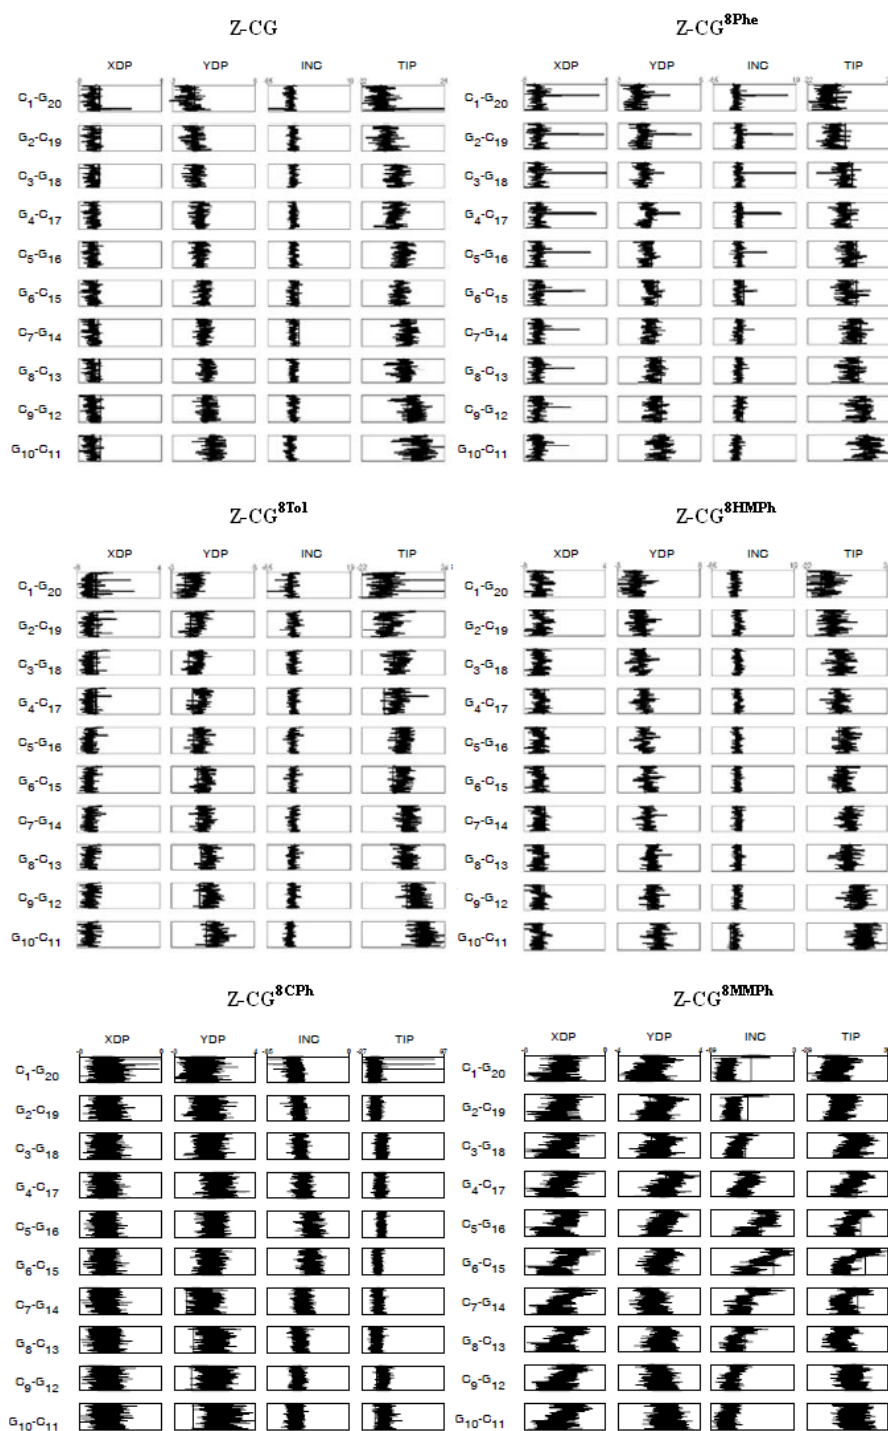 Z-CG
XDP YDP INC TIP
C1-G20
G2-C19
C3-G18
G4-C17
C5-G16
G6-C15
C7-G14
G8-C13
C9-G12
G10-C11
Z-CG8Phe
XDP YDP INC TIP
C1-G20
G2-C19
C3-G18
G4-C17
C5-G16
G6-C15
C7-G14
G8-C13
C9-G12
G10-C11
Z-CG8Tol
XDP YDP INC TIP
C1-G20
G2-C19
C3-G18
G4-C17
C5-G16
G6-C15
C7-G14
G8-C13
C9-G12
G10-C11
Z-CG8HMPh
XDP YDP INC TIP
C1-G20
G2-C19
C3-G18
G4-C17
C5-G16
G6-C15
C7-G14
G8-C13
C9-G12
G10-C11
Z-CG8CPh
XDP YDP INC TIP
C1-G20
G2-C19
C3-G18
G4-C17
C5-G16
G6-C15
C7-G14
G8-C13
C9-G12
G10-C11
Z-CG8MMPh
XDP YDP INC TIP
C1-G20
G2-C19
C3-G18
G4-C17
C5-G16
G6-C15
C7-G14
G8-C13
C9-G12
G10-C11